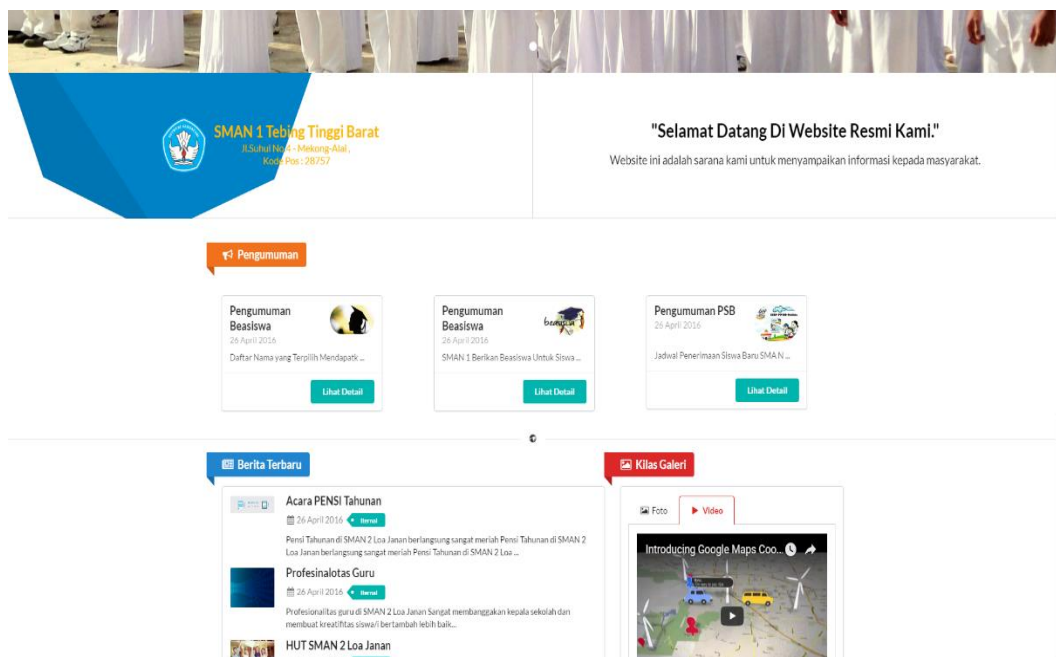 SMAN 1 Tebing Tinggi Barat
Jl.Suhul No.4 - Mekong-Alai ,
Kode Pos : 28757
"Selamat Datang Di Website Resmi Kami."
Website ini adalah sarana kami untuk menyampaikan informasi kepada masyarakat.
Pengumuman
Pengumuman
Beasiswa
26 April 2016
Daftar Nama yang Terpilih Mendapatk ...
Lihat Detail
Pengumuman
Beasiswa
26 April 2016
SMAN 1 Berikan Beasiswa Untuk Siswa ...
Lihat Detail
Pengumuman PSB
26 April 2016
Jadwal Penerimaan Siswa Baru SMA N ...
Lihat Detail
Berita Terbaru
Acara PENSI Tahunan
26 April 2016
Pensi Tahunan di SMAN 2 Loa Janan berlangsung sangat meriah Pensi Tahunan di SMAN 2
Loa Janan berlangsung sangat meriah Pensi Tahunan di SMAN 2 Loa ...
Profesinalotas Guru
26 April 2016
Profesionalitas guru di SMAN 2 Loa Janan Sangat membanggakan kepala sekolah dan
membuat kreatifitas siswa/i bertambah lebih baik...
HUT SMAN 2 Loa Janan
Kilas Galeri
Foto
Video
Introducing Google Maps Coo...